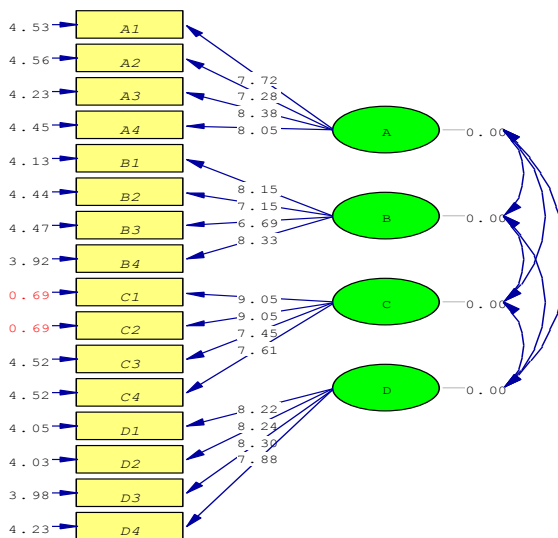 4.53 A1
4.56 A2
7.72
4.23 A3
7.28
8.38
4.45 A4
8.05
A 0.00
4.13 B1
4.44 B2
8.15
7.15
B 0.00
4.47 B3
6.69
8.33
3.92 B4
0.69 C1
9.05
C 0.00
0.69 C2
9.05
7.45
7.61
4.52 C3
4.52 C4
D 0.00
4.05 D1
8.22
8.24
8.30
7.88
4.03 D2
3.98 D3
4.23 D4